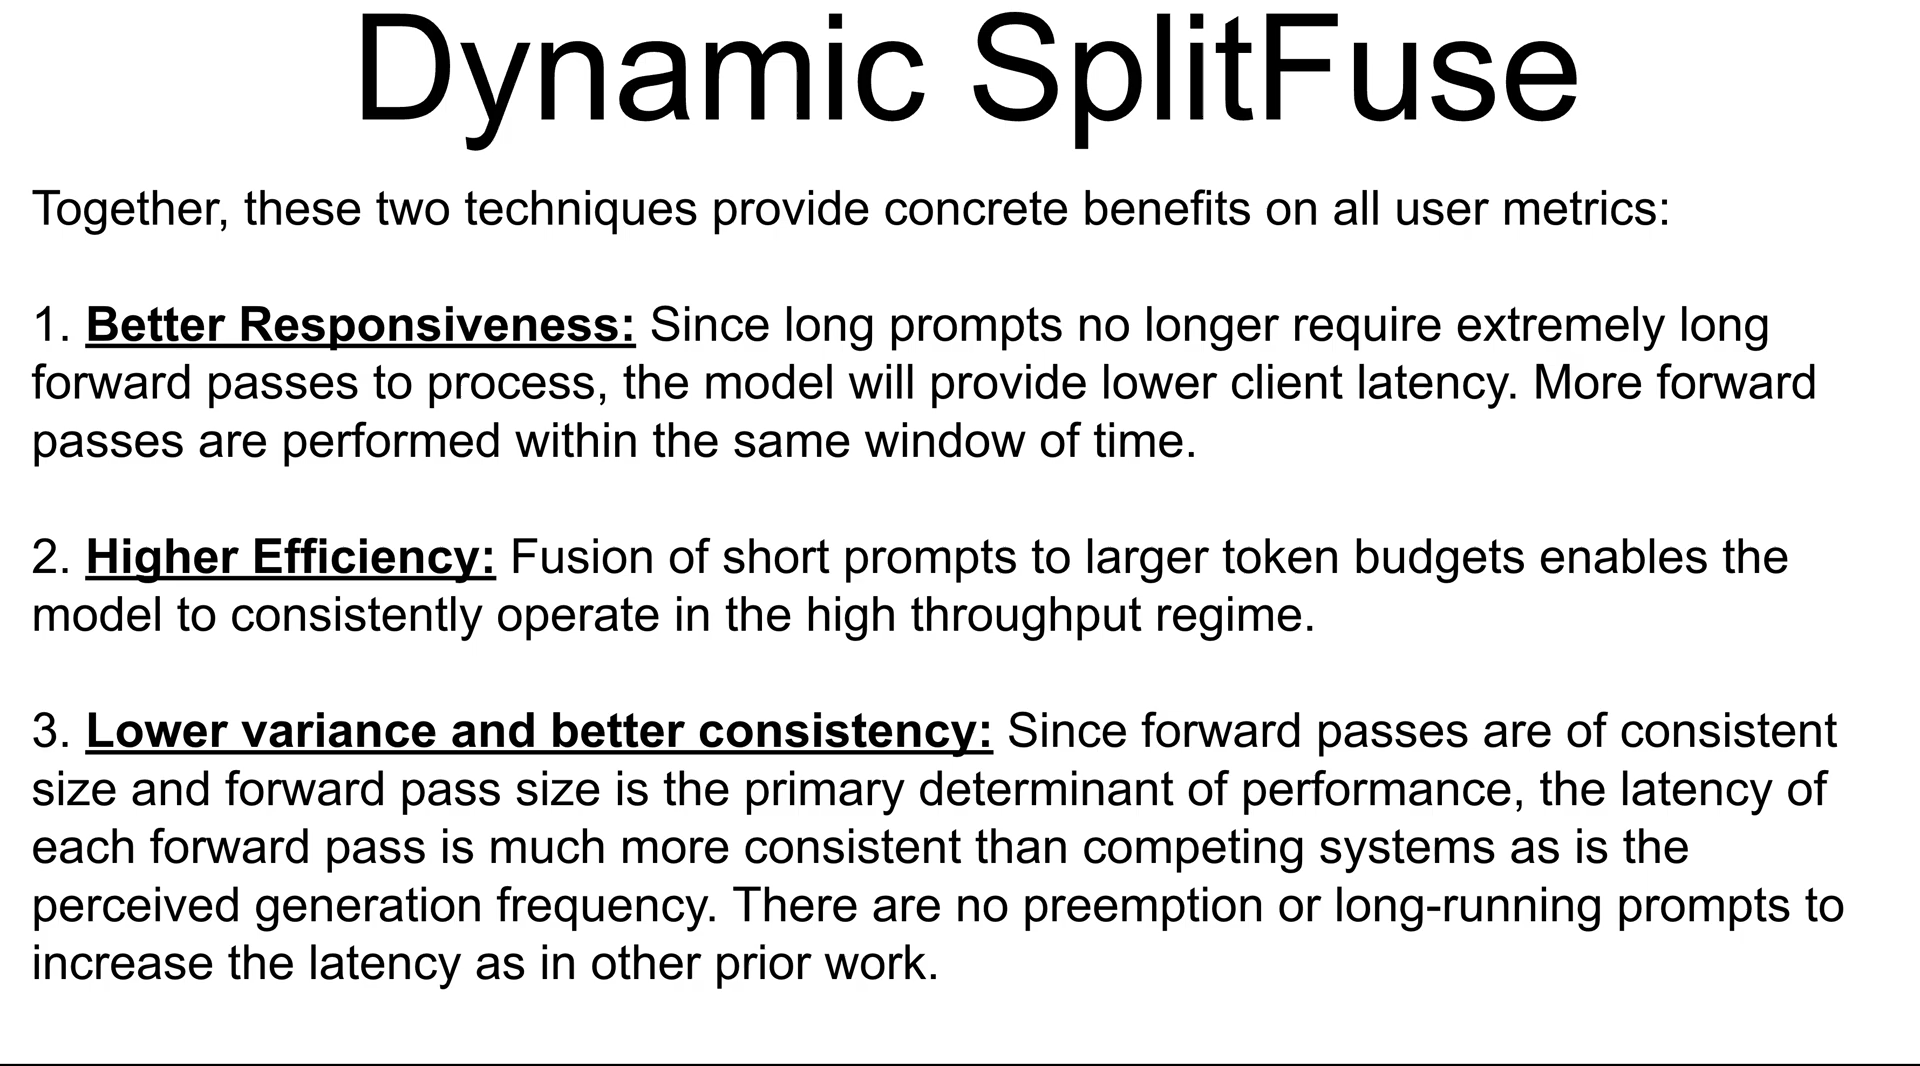 Dynamic SplitFuse
Together, these two techniques provide concrete benefits on all user metrics:
1. Better Responsiveness: Since long prompts no longer require extremely long
forward passes to process, the model will provide lower client latency. More forward
passes are performed within the same window of time.
2. Higher Efficiency: Fusion of short prompts to larger token budgets enables the
model to consistently operate in the high throughput regime.
3. Lower variance and better consistency: Since forward passes are of consistent
size and forward pass size is the primary determinant of performance, the latency of
each forward pass is much more consistent than competing systems as is the
perceived generation frequency. There are no preemption or long-running prompts to
increase the latency as in other prior work.